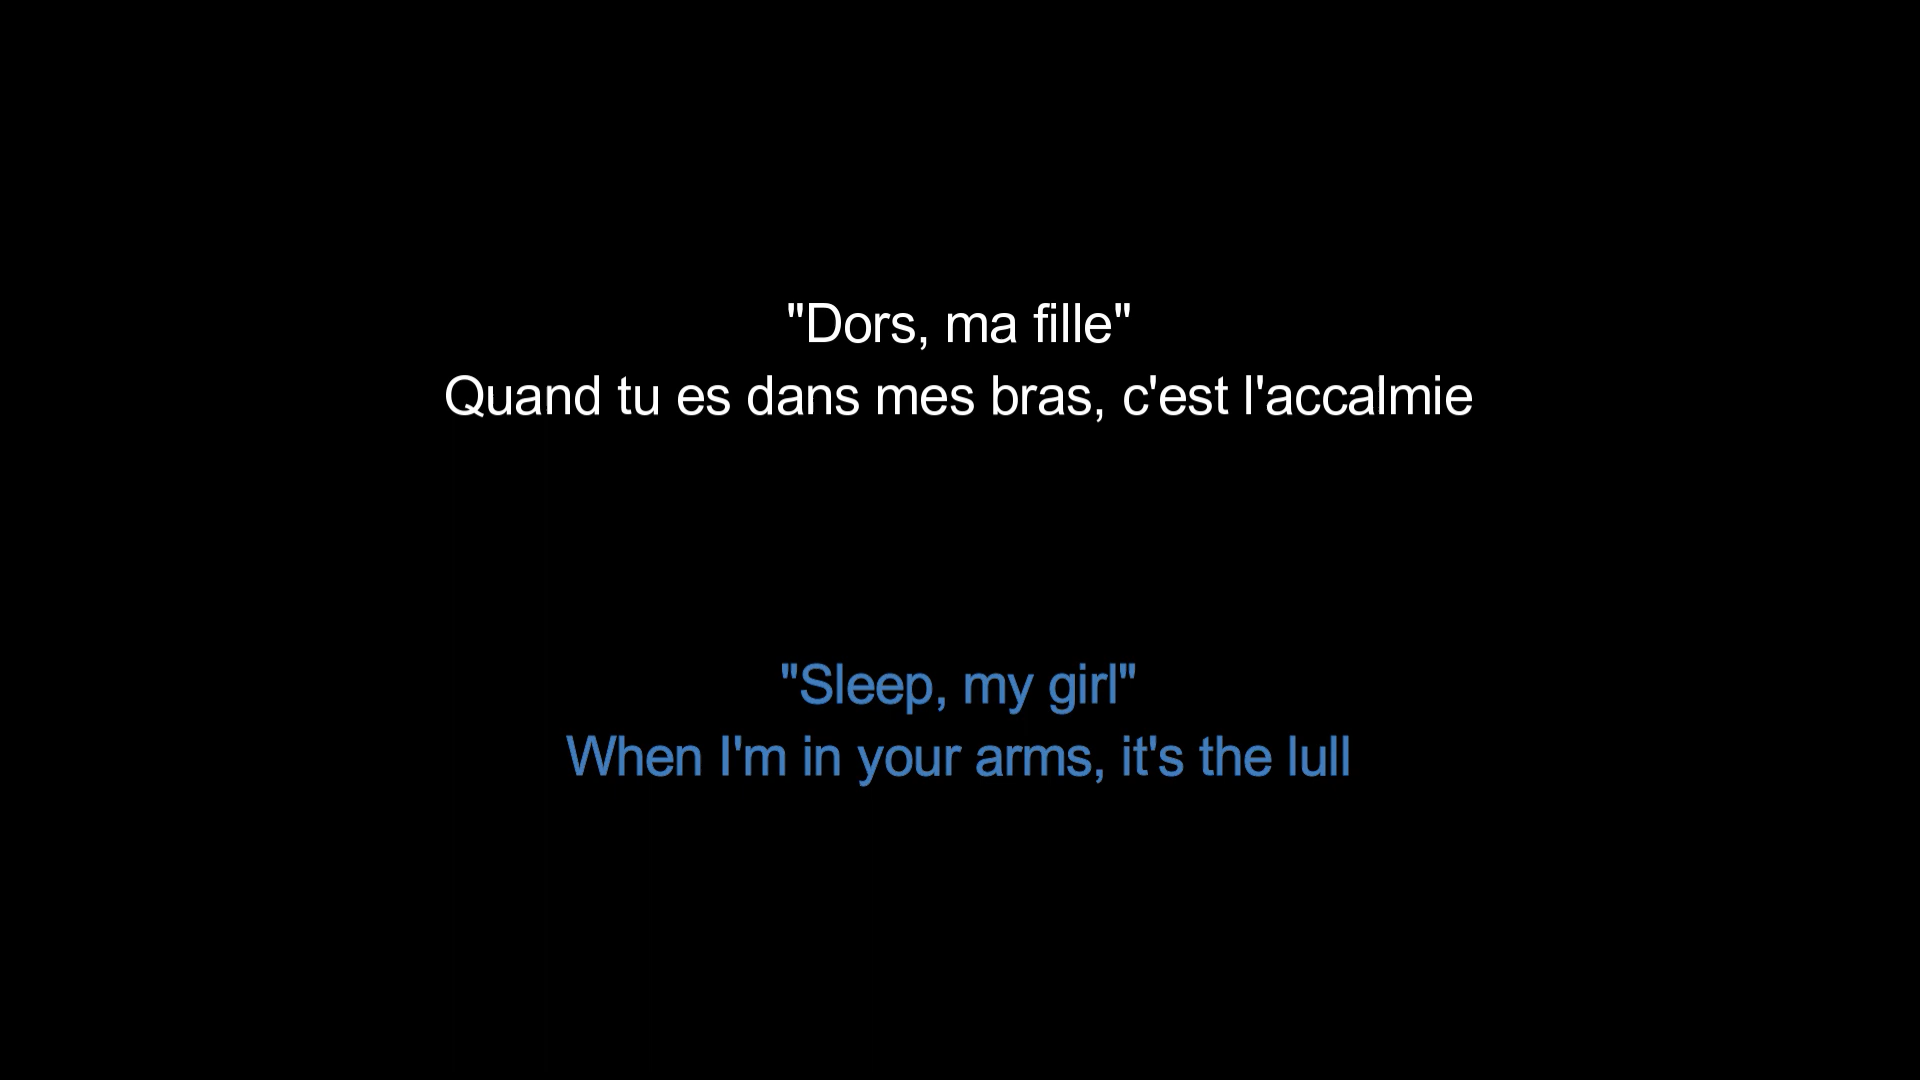 "Dors, ma fille"
Quand tu es dans mes bras, c'est l'accalmie
"Sleep, my girl"
When I'm in your arms, it's the lull